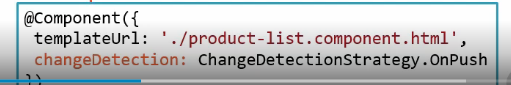 @Component({
templateUrl: './product-list.component.html',
changeDetection: ChangeDetectionStrategy.OnPush
})